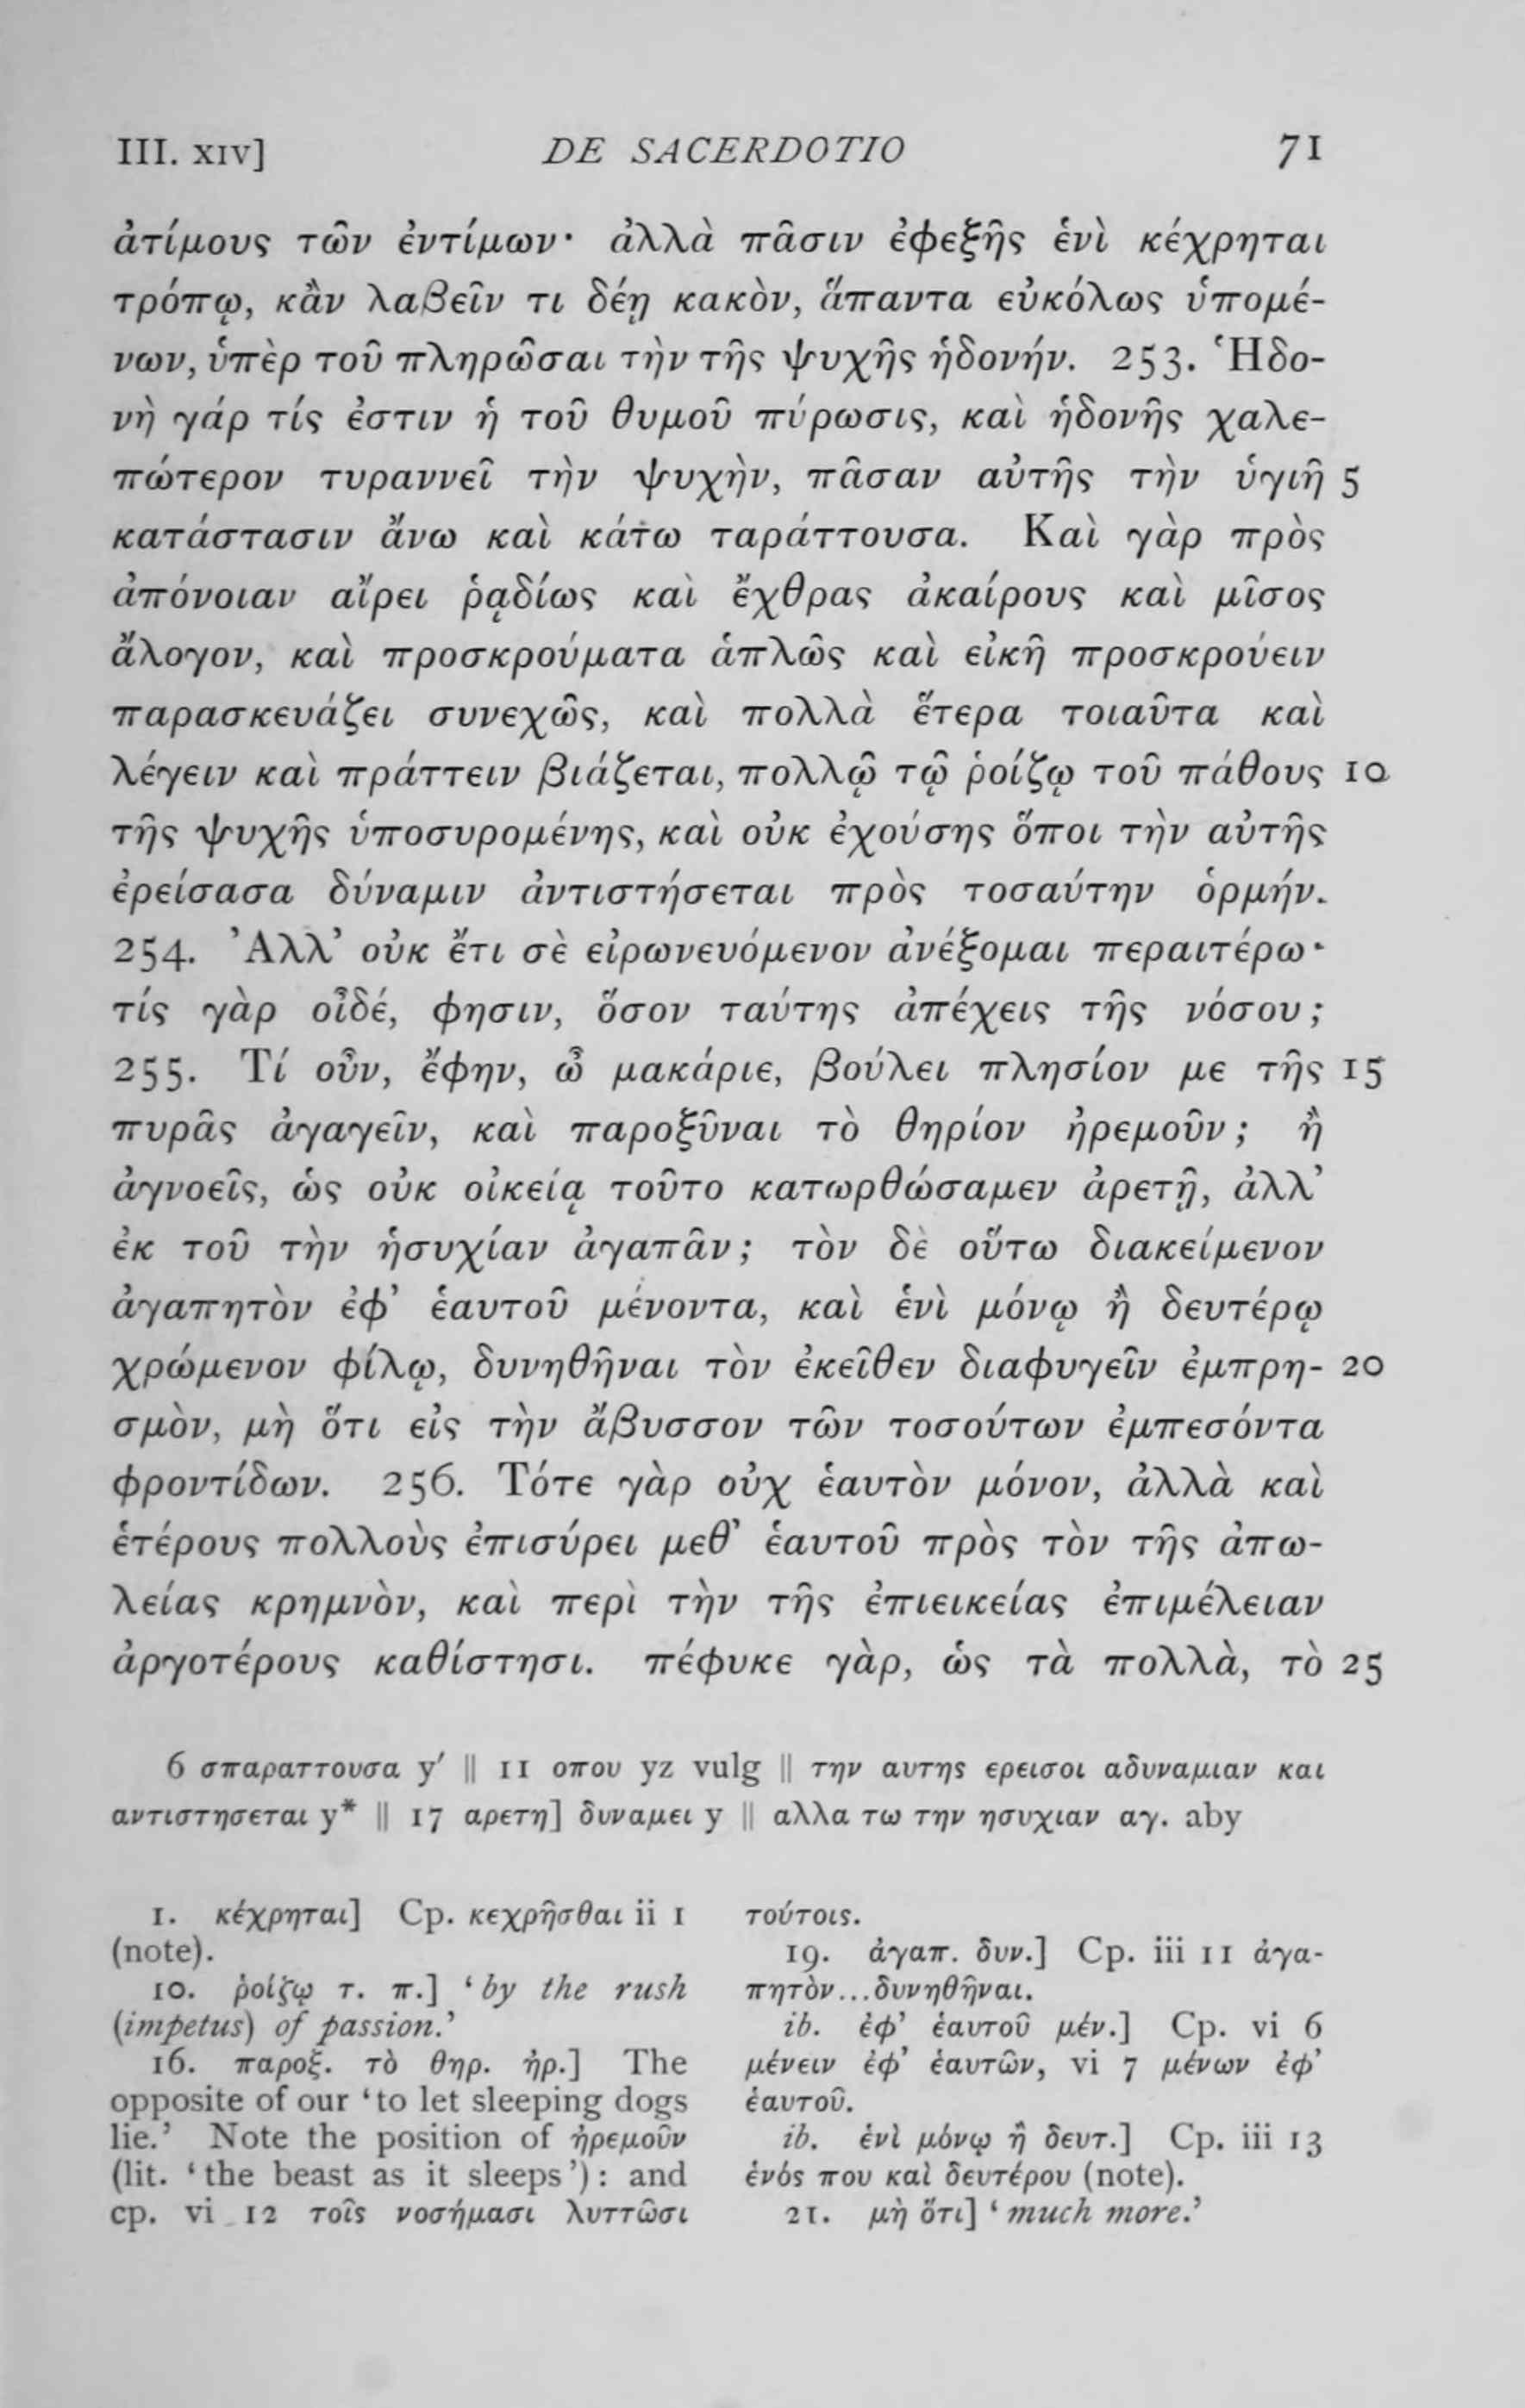 III. XIV] DE SACERDOTIO 71
ἀτίμους τῶν ἐντίμων· ἀλλὰ πᾶσιν ἐφεξῆς ἑνὶ κέχρηται
τρόπῳ, κἂν λαβεῖν τι δέῃ κακὸν, ἅπαντα εὐκόλως ὑπομέ-
νων, ὑπὲρ τοῦ πληρῶσαι τὴν τῆς ψυχῆς ἡδονήν. 253. Ἡδο-
νὴ γάρ τίς ἐστιν ἡ τοῦ θυμοῦ πύρωσις, καὶ ἡδονῆς χαλε-
πώτερον τυραννεῖ τὴν ψυχὴν, πᾶσαν αὐτῆς τὴν ὑγιῆ 5
κατάστασιν ἄνω καὶ κάτω ταράττουσα. Καὶ γὰρ πρὸς
ἀπόνοιαν αἴρει ῥᾳδίως καὶ ἔχθρας ἀκαίρους καὶ μῖσος
ἄλογον, καὶ προσκρούματα ἁπλῶς καὶ εἰκῆ προσκρούειν
παρασκευάζει συνεχῶς, καὶ πολλὰ ἕτερα τοιαῦτα καὶ
λέγειν καὶ πράττειν βιάζεται, πολλῷ τῷ ῥοίζῳ τοῦ πάθους 10
τῆς ψυχῆς ὑποσυρομένης, καὶ οὐκ ἐχούσης ὅποι τὴν αὐτῆς
ἐρείσασα δύναμιν ἀντιστήσεται πρὸς τοσαύτην ὁρμήν.
254. Ἀλλ’ οὐκ ἔτι σὲ εἰρωνευόμενον ἀνέξομαι περαιτέρω·
τίς γὰρ οἶδέ, φησιν, ὅσον ταύτης ἀπέχεις τῆς νόσου;
255. Τί οὖν, ἔφην, ὦ μακάριε, βούλει πλησίον με τῆς 15
πυρᾶς ἀγαγεῖν, καὶ παροξῦναι τὸ θηρίον ἠρεμοῦν; ἢ
ἀγνοεῖς, ὡς οὐκ οἰκείᾳ τοῦτο κατωρθώσαμεν ἀρετῇ, ἀλλ’
ἐκ τοῦ τὴν ἡσυχίαν ἀγαπᾶν; τὸν δὲ οὕτω διακείμενον
ἀγαπητὸν ἐφ’ ἑαυτοῦ μένοντα, καὶ ἑνὶ μόνῳ ἢ δευτέρῳ
χρώμενον φίλῳ, δυνηθῆναι τὸν ἐκεῖθεν διαφυγεῖν ἐμπρη- 20
σμὸν, μὴ ὅτι εἰς τὴν ἄβυσσον τῶν τοσούτων ἐμπεσόντα
φροντίδων. 256. Τότε γὰρ οὐχ ἑαυτὸν μόνον, ἀλλὰ καὶ
ἑτέρους πολλοὺς ἐπισύρει μεθ’ ἑαυτοῦ πρὸς τὸν τῆς ἀπω-
λείας κρημνὸν, καὶ περὶ τὴν τῆς ἐπιεικείας ἐπιμέλειαν
ἀργοτέρους καθίστησι. πέφυκε γὰρ, ὡς τὰ πολλὰ, τὸ 25
6 σπαραττουσα y′ || 11 οπου yz vulg || την αυτης ερεισοι αδυναμιαν και
αντιστησεται y* || 17 αρετη] δυναμει y || αλλα τω την ησυχιαν αγ. aby
1. κέχρηται] Cp. κεχρῆσθαι ii 1
(note).
10. ῥοίζῳ τ. π.] ‘by the rush
(impetus) of passion.’
16. παροξ. τὸ θηρ. ἠρ.] The
opposite of our ‘to let sleeping dogs
lie.’ Note the position of ἠρεμοῦν
(lit. ‘the beast as it sleeps’): and
cp. vi 12 τοῖς νοσήμασι λυττῶσι
τούτοις.
19. ἀγαπ. δυν.] Cp. iii 11 ἀγα-
πητὸν...δυνηθῆναι.
ib. ἐφ’ ἑαυτοῦ μέν.] Cp. vi 6
μένειν ἐφ’ ἑαυτῶν, vi 7 μένων ἐφ’
ἑαυτοῦ.
ib. ἑνὶ μόνῳ ἢ δευτ.] Cp. iii 13
ἑνός που καὶ δευτέρου (note).
21. μὴ ὅτι] ‘much more.’